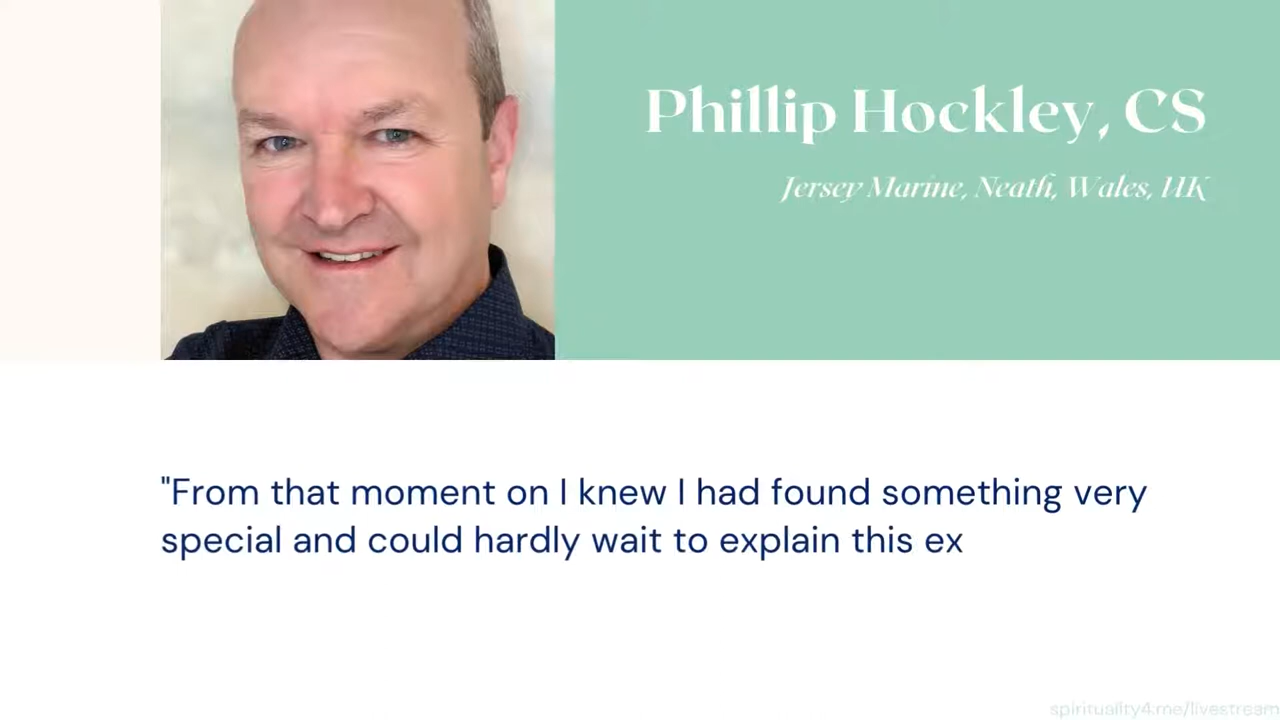 Phillip Hockley, CS
Jersey Marine, Neath, Wales, UK
"From that moment on I knew I had found something very
special and could hardly wait to explain this ex
spirituality4.me/livestream